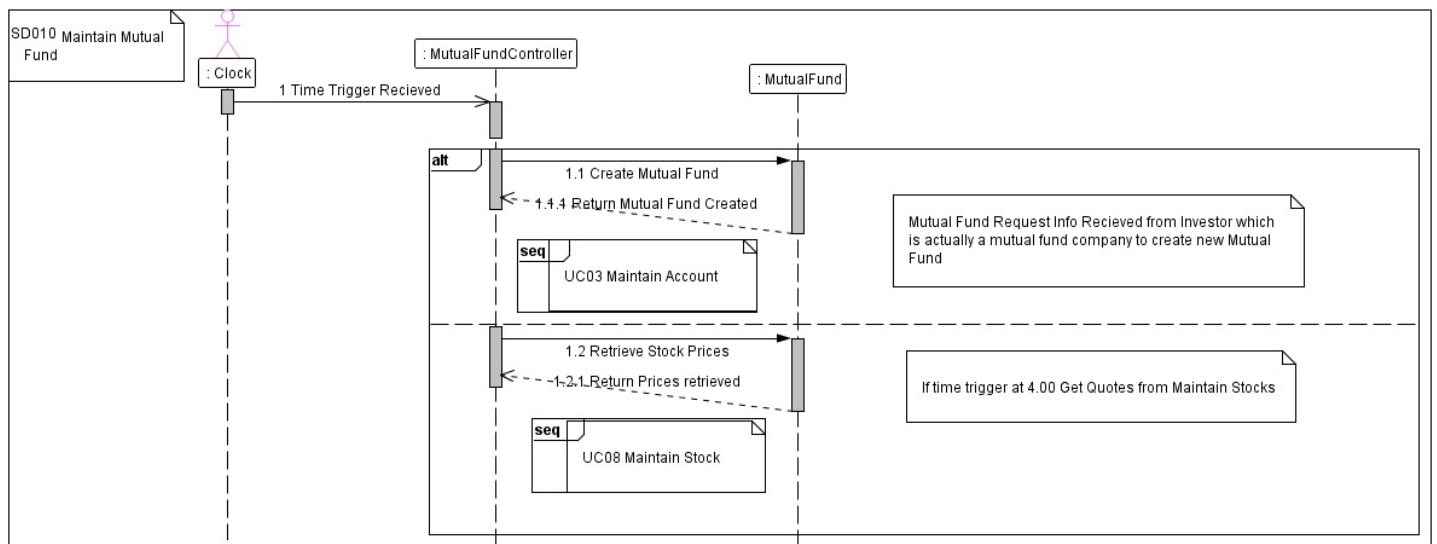 SD010 Maintain Mutual
Fund
: Clock
: MutualFundController
: MutualFund
1 Time Trigger Recieved
alt
1.1 Create Mutual Fund
1.1.1 Return Mutual Fund Created
Mutual Fund Request Info Recieved from Investor which
is actually a mutual fund company to create new Mutual
Fund
seq
UC03 Maintain Account
1.2 Retrieve Stock Prices
1.2.1 Return Prices retrieved
If time trigger at 4.00 Get Quotes from Maintain Stocks
seq
UC08 Maintain Stock